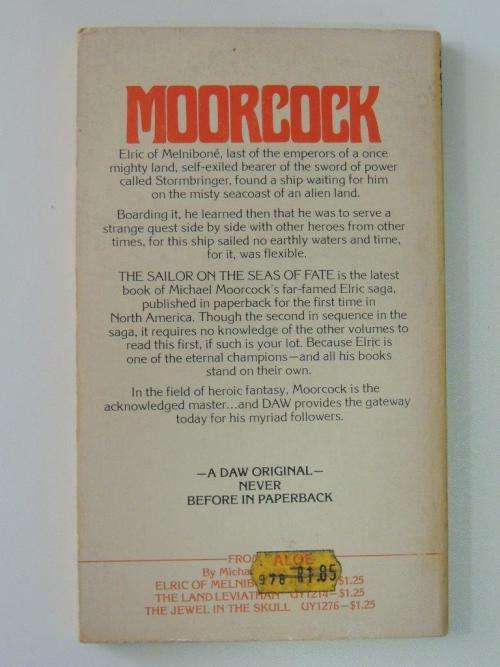 MOORCOCK
Elric of Melniboné, last of the emperors of a once
mighty land, self-exiled bearer of the sword of power
called Stormbringer, found a ship waiting for him
on the misty seacoast of an alien land.
Boarding it, he learned then that he was to serve a
strange quest side by side with other heroes from other
times, for this ship sailed no earthly waters and time,
for it, was flexible.
THE SAILOR ON THE SEAS OF FATE is the latest
book of Michael Moorcock's far-famed Elric saga,
published in paperback for the first time in
North America. Though the second in sequence in the
saga, it requires no knowledge of the other volumes to
read this first, if such is your lot. Because Elric is
one of the eternal champions—and all his books
stand on their own.
In the field of heroic fantasy, Moorcock is the
acknowledged master...and DAW provides the gateway
today for his myriad followers.
—A DAW ORIGINAL—
NEVER
BEFORE IN PAPERBACK
ALOE
By
978 R1.85
ELRIC OF $1.25
THE LAND LEVIATHAN UY1214—$1.25
THE JEWEL IN THE SKULL UY1276—$1.25